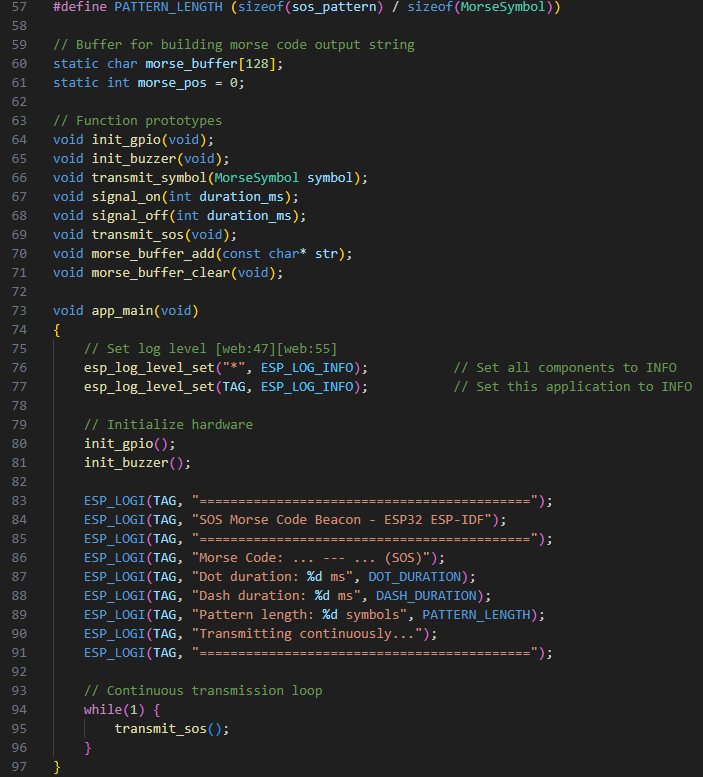 57 #define PATTERN_LENGTH (sizeof(sos_pattern) / sizeof(MorseSymbol))
58
59 // Buffer for building morse code output string
60 static char morse_buffer[128];
61 static int morse_pos = 0;
62
63 // Function prototypes
64 void init_gpio(void);
65 void init_buzzer(void);
66 void transmit_symbol(MorseSymbol symbol);
67 void signal_on(int duration_ms);
68 void signal_off(int duration_ms);
69 void transmit_sos(void);
70 void morse_buffer_add(const char* str);
71 void morse_buffer_clear(void);
72
73 void app_main(void)
74 {
75     // Set log level [web:47][web:55]
76     esp_log_level_set("*", ESP_LOG_INFO);           // Set all components to INFO
77     esp_log_level_set(TAG, ESP_LOG_INFO);           // Set this application to INFO
78
79     // Initialize hardware
80     init_gpio();
81     init_buzzer();
82
83     ESP_LOGI(TAG, "===========================================");
84     ESP_LOGI(TAG, "SOS Morse Code Beacon - ESP32 ESP-IDF");
85     ESP_LOGI(TAG, "===========================================");
86     ESP_LOGI(TAG, "Morse Code: ... --- ... (SOS)");
87     ESP_LOGI(TAG, "Dot duration: %d ms", DOT_DURATION);
88     ESP_LOGI(TAG, "Dash duration: %d ms", DASH_DURATION);
89     ESP_LOGI(TAG, "Pattern length: %d symbols", PATTERN_LENGTH);
90     ESP_LOGI(TAG, "Transmitting continuously...");
91     ESP_LOGI(TAG, "===========================================");
92
93     // Continuous transmission loop
94     while(1) {
95         transmit_sos();
96     }
97 }